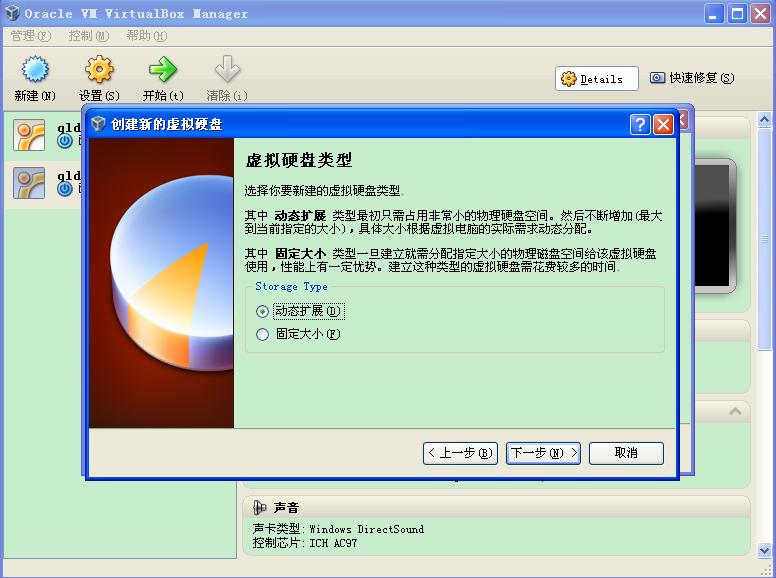 Oracle VM VirtualBox Manager
管理(F) 控制(M) 帮助(H)
新建(N) 设置(S) 开始(t) 清除(i) Details 快速修复(S)
gld
gld
创建新的虚拟硬盘
虚拟硬盘类型
选择你要新建的虚拟硬盘类型.
其中 动态扩展 类型最初只需占用非常小的物理硬盘空间。然后不断增加(最大
到当前指定的大小)，具体大小根据虚拟电脑的实际需求动态分配。
其中 固定大小 类型一旦建立就需分配指定大小的物理磁盘空间给该虚拟硬盘
使用，性能上有一定优势。建立这种类型的虚拟硬盘需花费较多的时间.
Storage Type
动态扩展(D)
固定大小(F)
< 上一步(B) 下一步(N) > 取消
声音
声卡类型: Windows DirectSound
控制芯片: ICH AC97